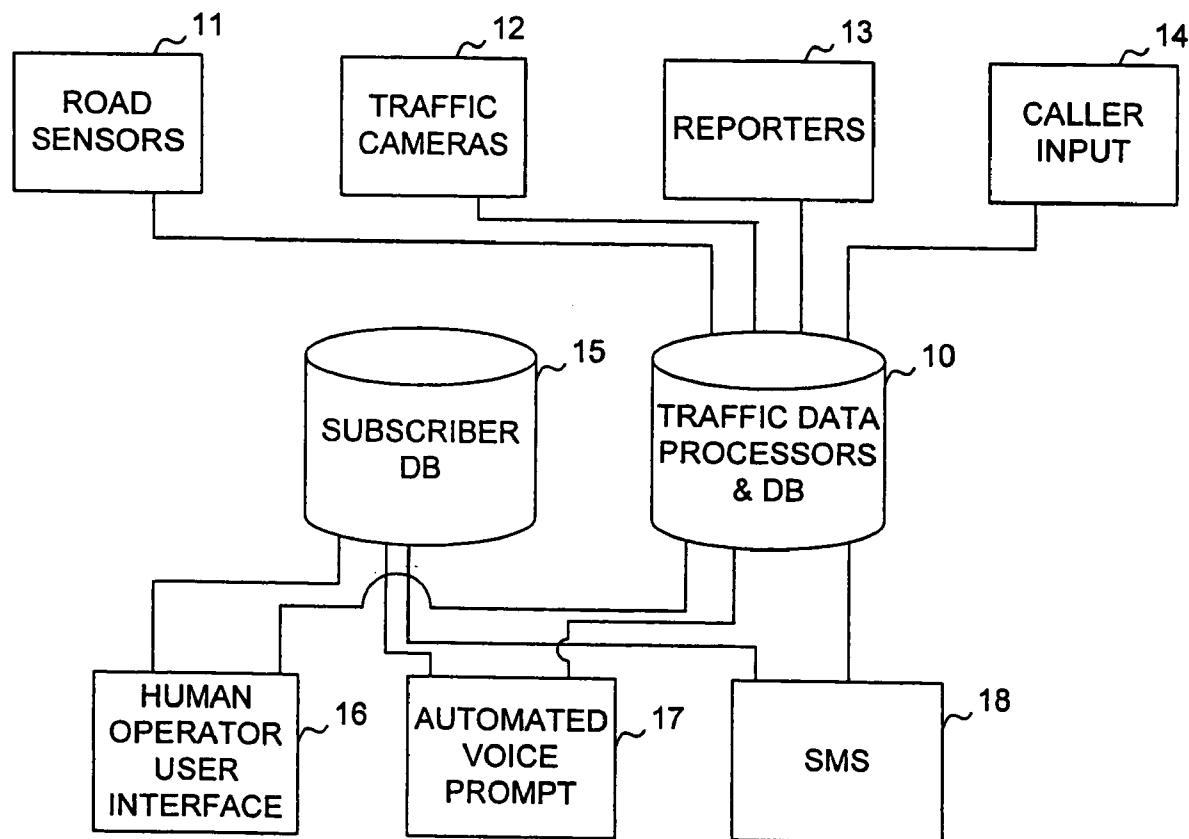 11
12
13
14
ROAD
SENSORS
TRAFFIC
CAMERAS
REPORTERS
CALLER
INPUT
15
10
SUBSCRIBER
DB
TRAFFIC DATA
PROCESSORS
& DB
HUMAN
OPERATOR
USER
INTERFACE
16
AUTOMATED
VOICE
PROMPT
17
SMS
18